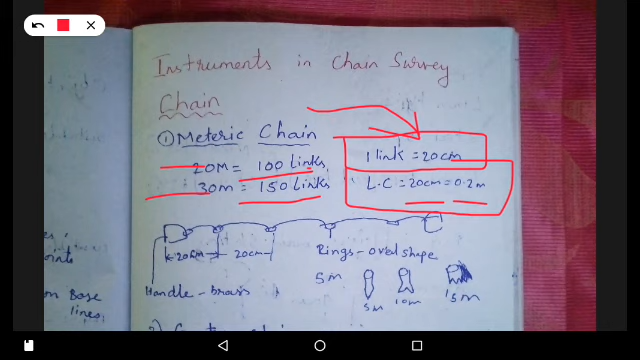 Instruments in Chain Survey
Chain
① Meteric Chain
20M = 100 Links
30m = 150 Links
1 link = 20cm
L.C = 20cm = 0.2m
20cm
20cm
Rings - oval shape
5m
5m
10m
15m
Handle - brass
Base
lines.